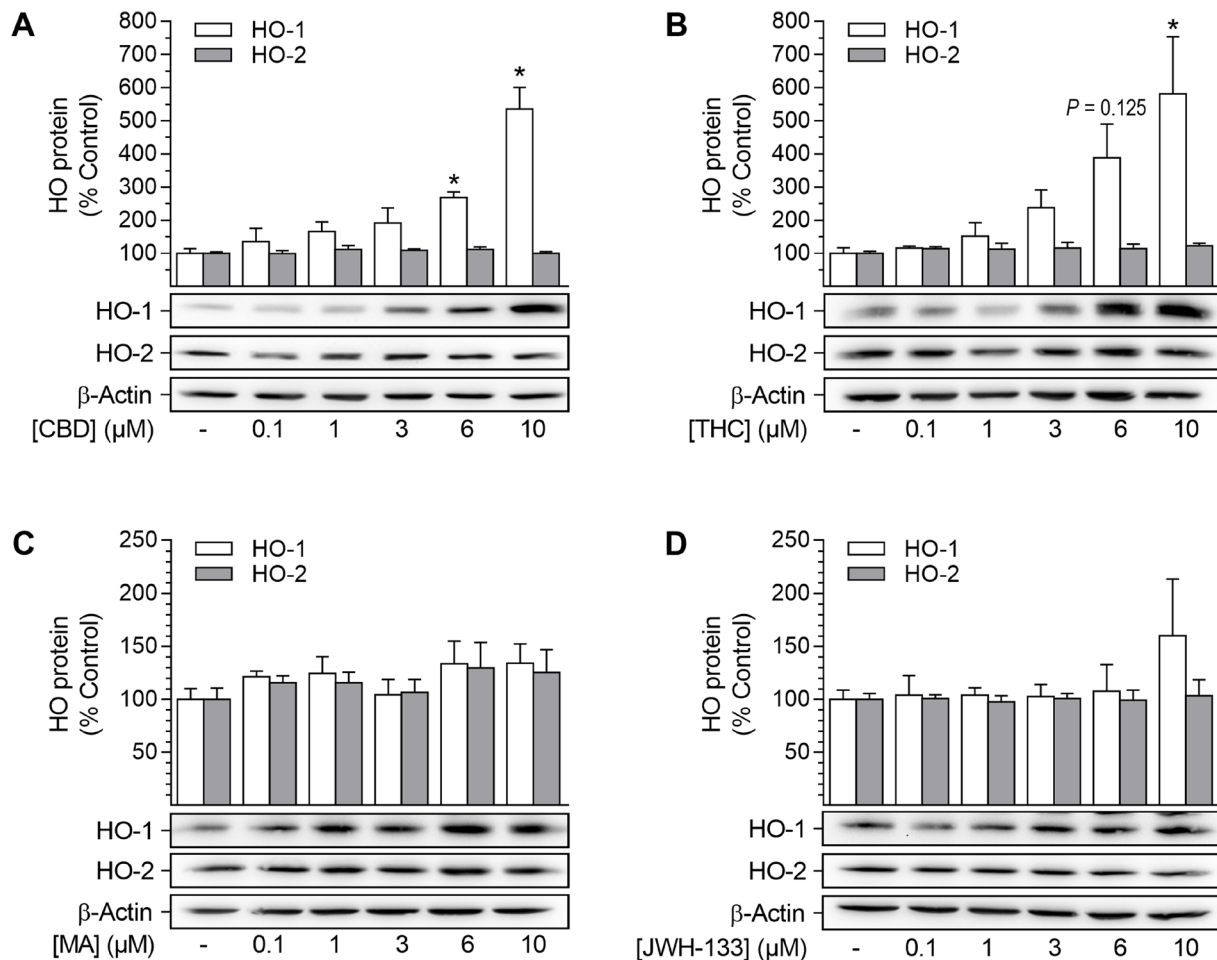 A
HO protein
(% Control)
800
700
600
500
400
300
200
100
HO-1
HO-2
*
*
HO-1
HO-2
β-Actin
[CBD] (µM) - 0.1 1 3 6 10
B
HO protein
(% Control)
800
700
600
500
400
300
200
100
HO-1
HO-2
P = 0.125
*
HO-1
HO-2
β-Actin
[THC] (µM) - 0.1 1 3 6 10
C
HO protein
(% Control)
250
200
150
100
50
HO-1
HO-2
HO-1
HO-2
β-Actin
[MA] (µM) - 0.1 1 3 6 10
D
HO protein
(% Control)
250
200
150
100
50
HO-1
HO-2
HO-1
HO-2
β-Actin
[JWH-133] (µM) - 0.1 1 3 6 10